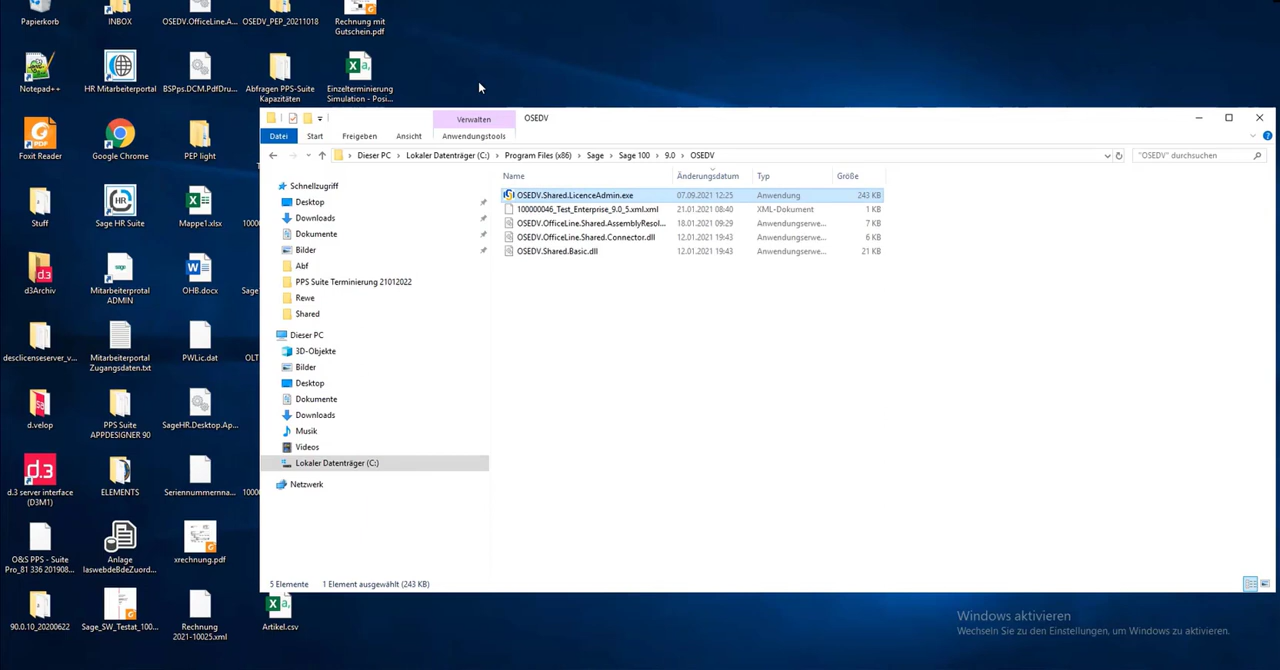 Papierkorb
INBOX
OSEDV.OfficeLine.A...
OSEDV_PEP_20211018
Rechnung mit
Gutschein.pdf
Notepad++
HR Mitarbeiterportal
BSPps.DCM.PdfDru...
Abfragen PPS-Suite
Kapazitäten
Einzelterminierung
Simulation - Posi...
Foxit Reader
Google Chrome
PEP light
Stuff
Sage HR Suite
Mappe1.xlsx
d3Archiv
Mitarbeiterprotal
ADMIN
OHB.docx
desclicenseserver_v...
Mitarbeiterportal
Zugangsdaten.txt
PWLic.dat
OLT
d.velop
PPS Suite
APPDESIGNER 90
SageHR.Desktop.Ap...
d.3 server interface
(D3M1)
ELEMENTS
Seriennummernna...
O&S PPS - Suite
Pro_81 336 201908...
Anlage
laswebdeBdeZuord...
xrechnung.pdf
90.0.10_20200622
Sage_SW_Testat_100...
Rechnung
2021-10025.xml
Artikel.csv
Verwalten
OSEDV
Datei
Start
Freigeben
Ansicht
Anwendungstools
Dieser PC > Lokaler Datenträger (C:) > Program Files (x86) > Sage > Sage 100 > 9.0 > OSEDV
"OSEDV" durchsuchen
Schnellzugriff
Desktop
Downloads
Dokumente
Bilder
Abf
PPS Suite Terminierung 21012022
Rewe
Shared
Dieser PC
3D-Objekte
Bilder
Desktop
Dokumente
Downloads
Musik
Videos
Lokaler Datenträger (C:)
Netzwerk
Name Änderungsdatum Typ Größe
OSEDV.Shared.LicenceAdmin.exe 07.09.2021 12:25 Anwendung 243 KB
100000046_Test_Enterprise_9.0_5.xml.xml 21.01.2021 08:40 XML-Dokument 1 KB
OSEDV.OfficeLine.Shared.AssemblyResol... 18.01.2021 09:29 Anwendungserwe... 7 KB
OSEDV.OfficeLine.Shared.Connector.dll 12.01.2021 19:43 Anwendungserwe... 6 KB
OSEDV.Shared.Basic.dll 12.01.2021 19:43 Anwendungserwe... 21 KB
5 Elemente 1 Element ausgewählt (243 KB)
Windows aktivieren
Wechseln Sie zu den Einstellungen, um Windows zu aktivieren.